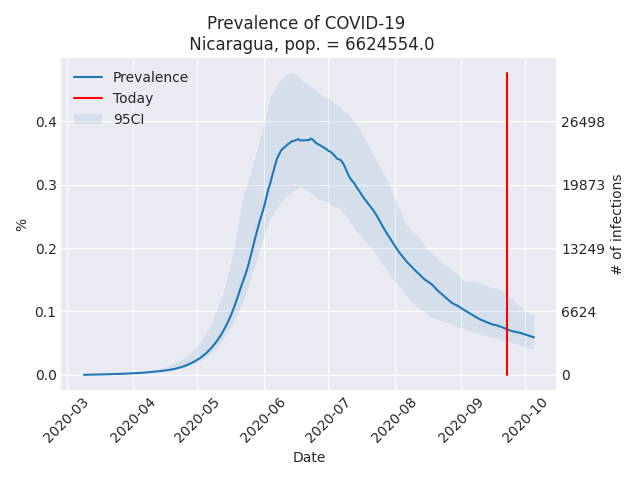 Prevalence of COVID-19
Nicaragua, pop. = 6624554.0
Prevalence
Today
95CI
0.4
0.3
0.2
0.1
0.0
%
26498
19873
13249
6624
0
# of infections
2020-03
2020-04
2020-05
2020-06
2020-07
2020-08
2020-09
2020-10
Date